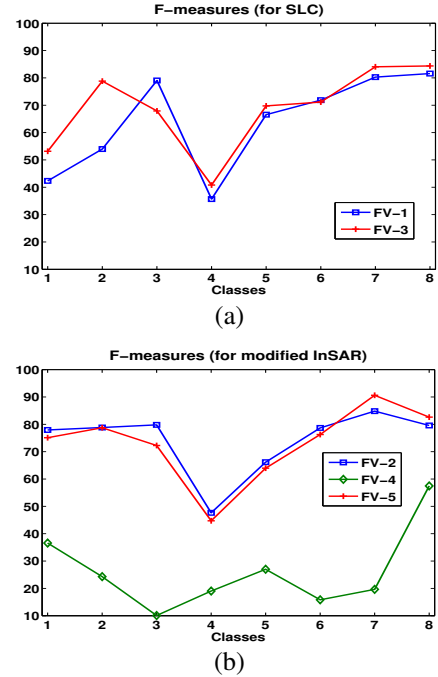 F-measures (for SLC)
100
90
80
70
60
50
40
30
20
10
1 2 3 4 5 6 7 8
Classes
FV-1
FV-3
(a)
F-measures (for modified InSAR)
100
90
80
70
60
50
40
30
20
10
1 2 3 4 5 6 7 8
Classes
FV-2
FV-4
FV-5
(b)